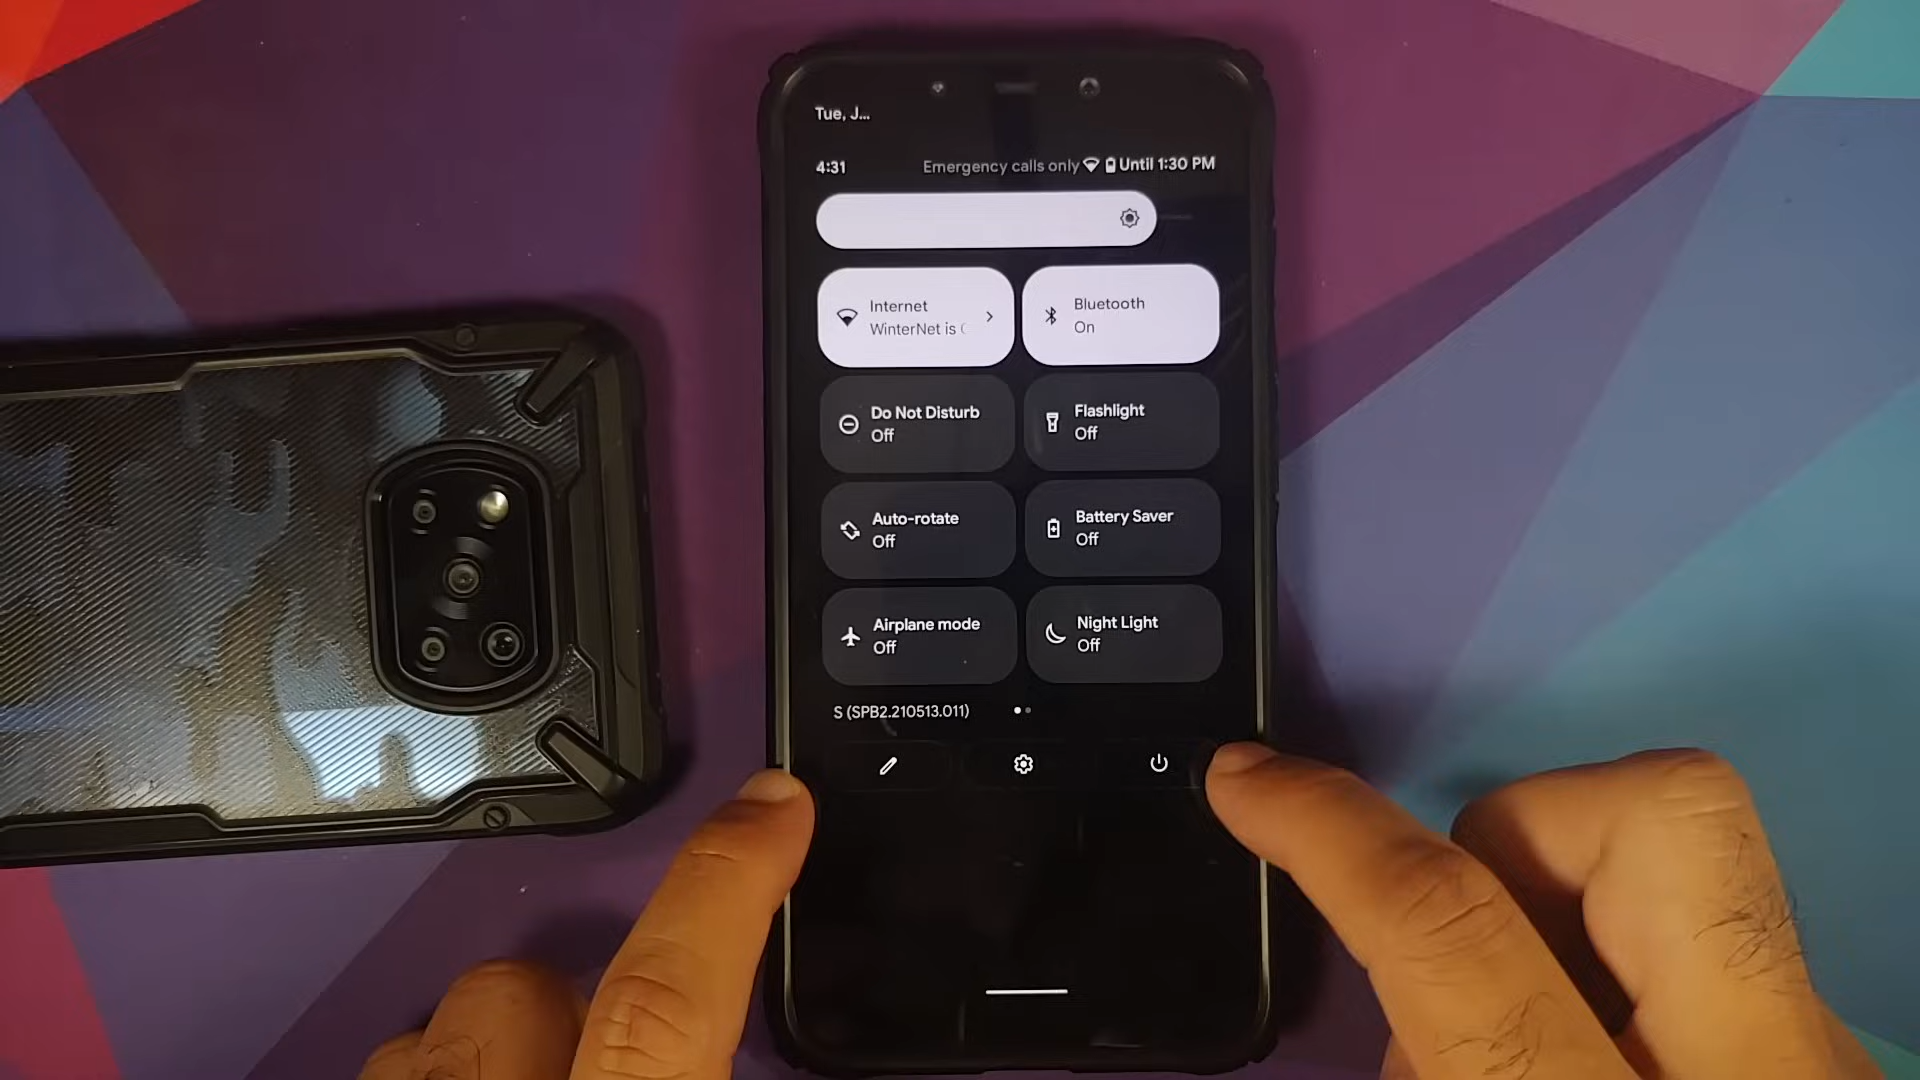 Tue, J...
4:31 Emergency calls only Until 1:30 PM
Internet
WinterNet is
Bluetooth
On
Do Not Disturb
Off
Flashlight
Off
Auto-rotate
Off
Battery Saver
Off
Airplane mode
Off
Night Light
Off
S (SPB2.210513.011)